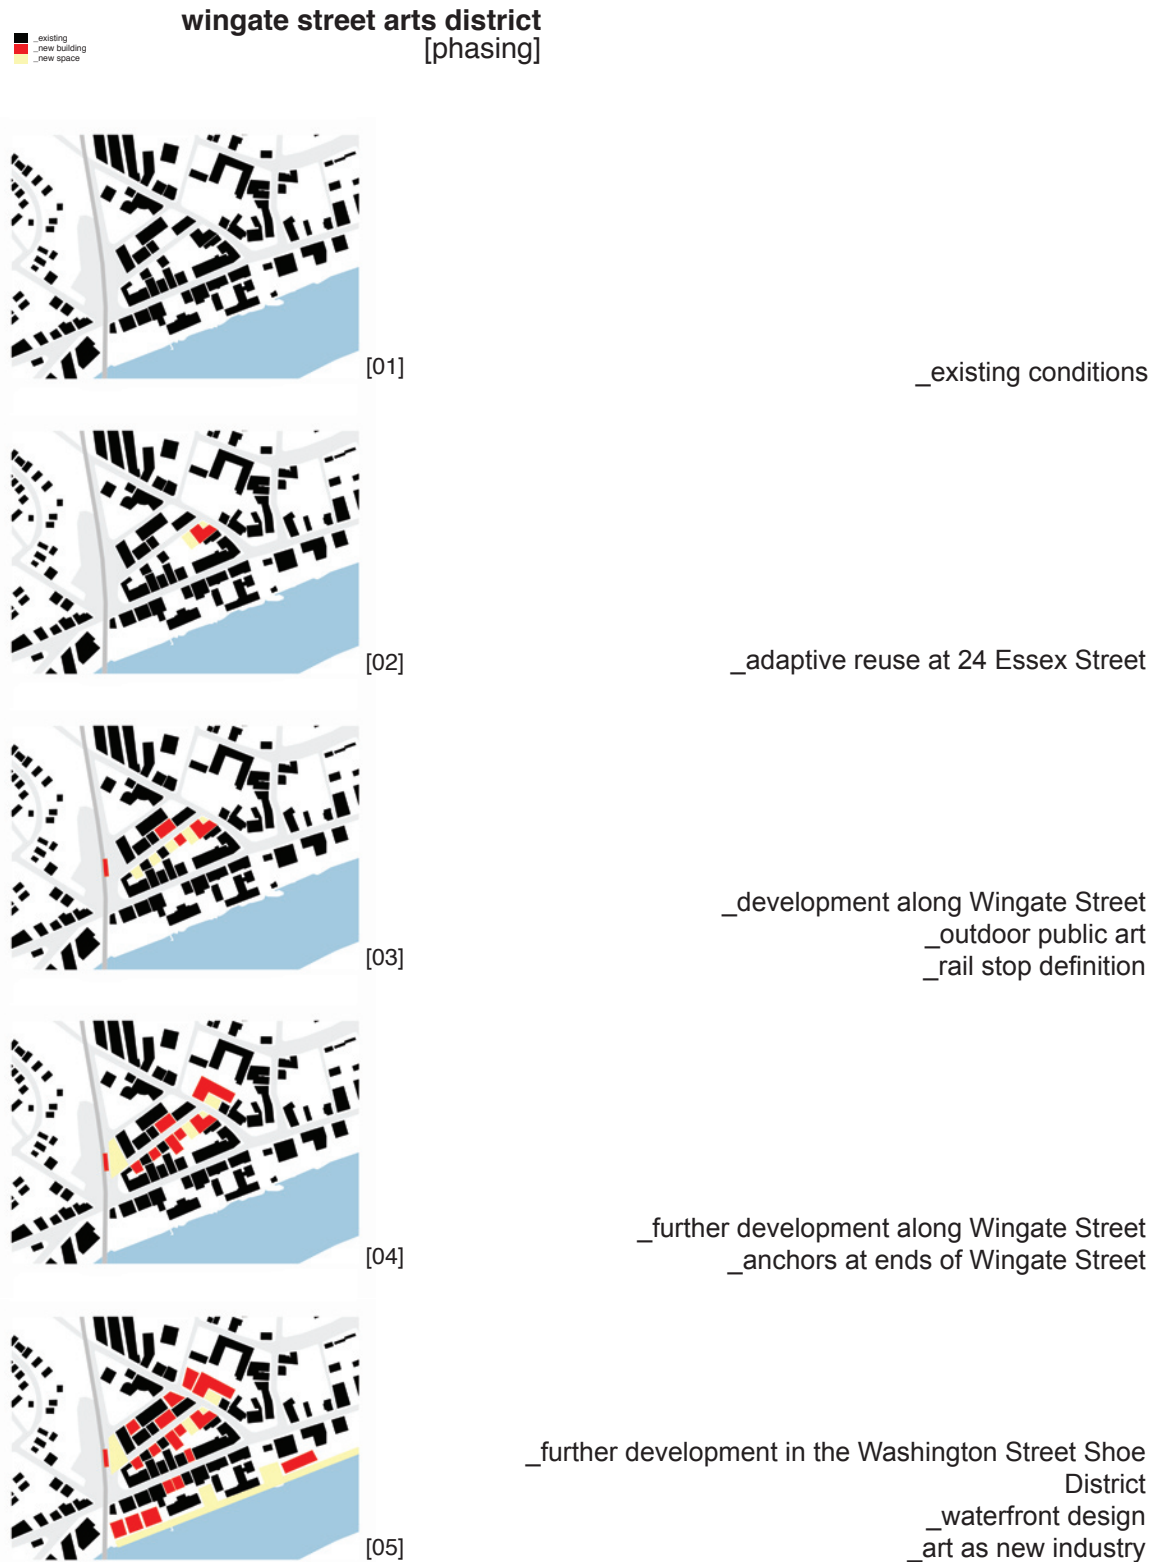 wingate street arts district
[phasing]
_existing
_new building
_new space
[01]
_existing conditions
[02]
_adaptive reuse at 24 Essex Street
[03]
_development along Wingate Street
_outdoor public art
_rail stop definition
[04]
_further development along Wingate Street
_anchors at ends of Wingate Street
[05]
_further development in the Washington Street Shoe
District
_waterfront design
_art as new industry